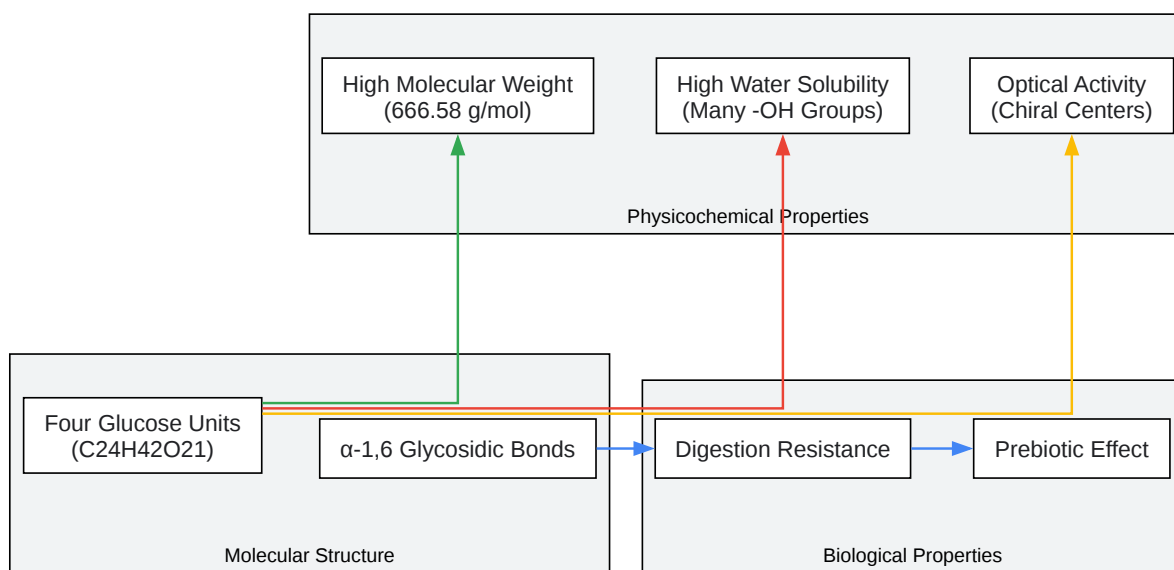 High Molecular Weight
(666.58 g/mol)
High Water Solubility
(Many -OH Groups)
Optical Activity
(Chiral Centers)
Physicochemical Properties
Four Glucose Units
(C24H42O21)
α-1,6 Glycosidic Bonds
Molecular Structure
Digestion Resistance
Prebiotic Effect
Biological Properties